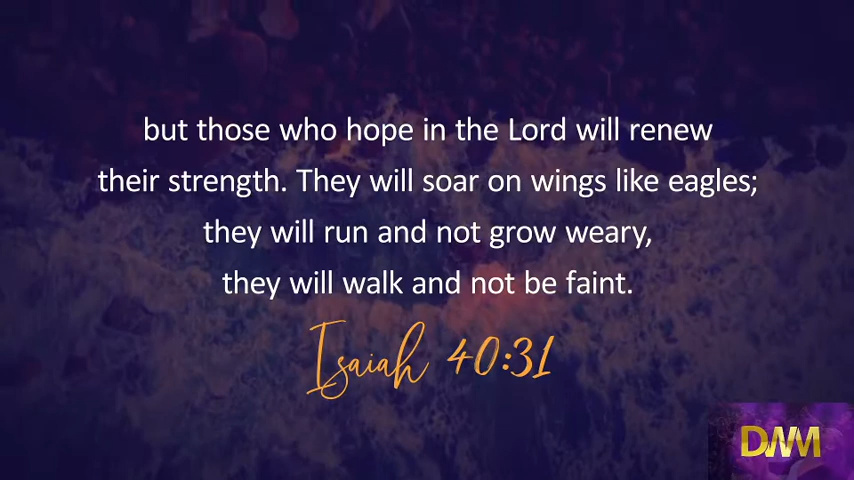 but those who hope in the Lord will renew
their strength. They will soar on wings like eagles;
they will run and not grow weary,
they will walk and not be faint.
Isaiah 40:31
DWM